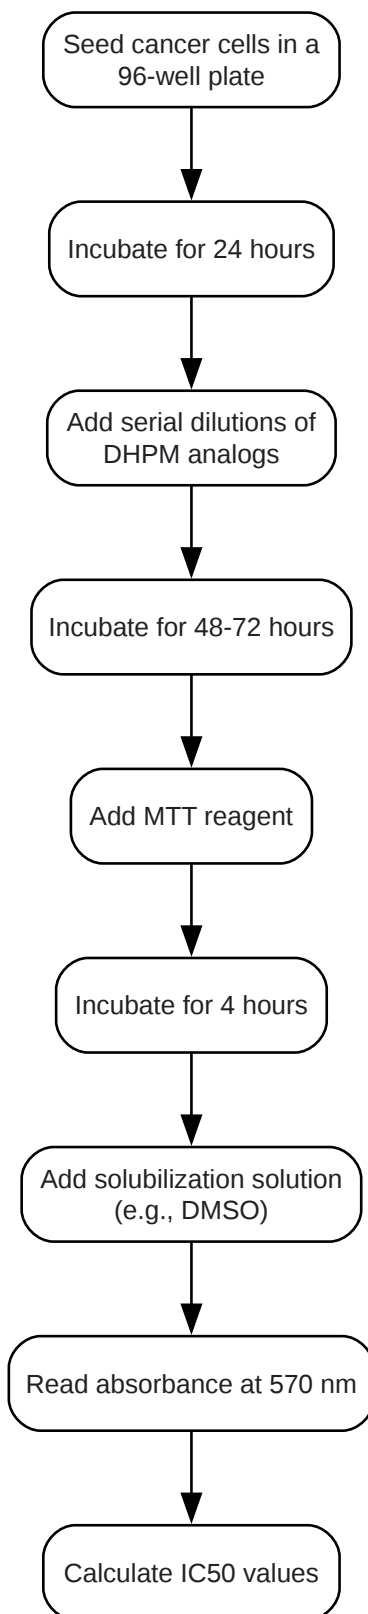 Seed cancer cells in a
96-well plate
Incubate for 24 hours
Add serial dilutions of
DHPM analogs
Incubate for 48-72 hours
Add MTT reagent
Incubate for 4 hours
Add solubilization solution
(e.g., DMSO)
Read absorbance at 570 nm
Calculate IC50 values